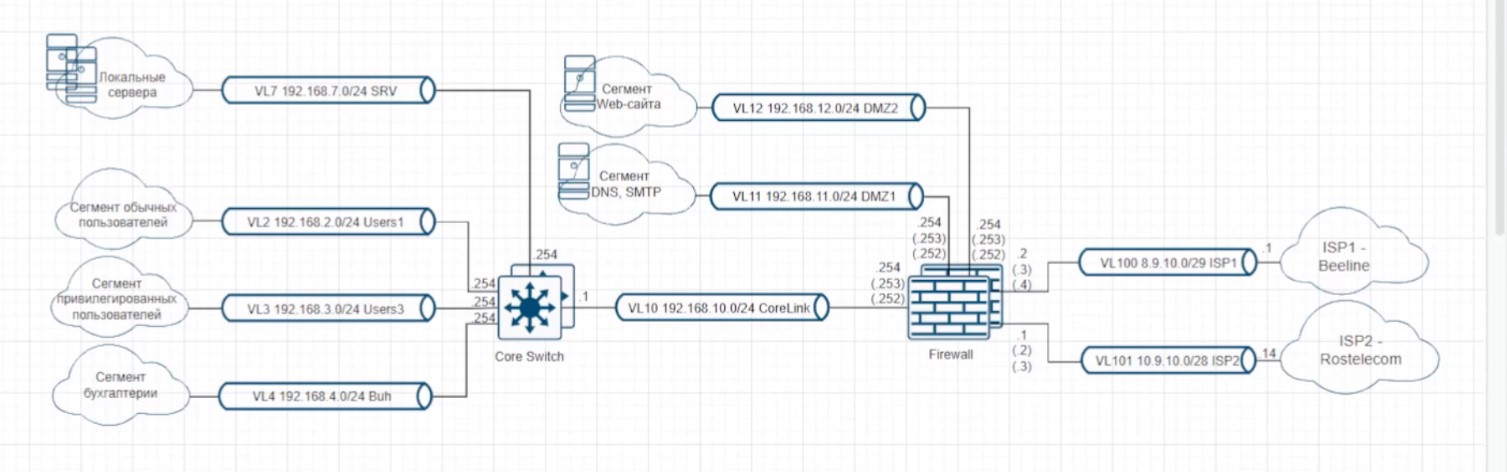 Локальные
сервера
VL7 192.168.7.0/24 SRV
Сегмент
Web-сайта
VL12 192.168.12.0/24 DMZ2
Сегмент
DNS, SMTP
VL11 192.168.11.0/24 DMZ1
Сегмент обычных
пользователей
VL2 192.168.2.0/24 Users1
Сегмент
привилегированных
пользователей
VL3 192.168.3.0/24 Users3
Сегмент
бухгалтерии
VL4 192.168.4.0/24 Buh
.254
.254
.254
.254
.1
Core Switch
VL10 192.168.10.0/24 CoreLink
.254
(.253)
(.252)
.254
(.253)
(.252)
.254
(.253)
(.252)
Firewall
.2
(.3)
(.4)
VL100 8.9.10.0/29 ISP1
.1
ISP1 -
Beeline
.1
(.2)
(.3)
VL101 10.9.10.0/28 ISP2
.14
ISP2 -
Rostelecom